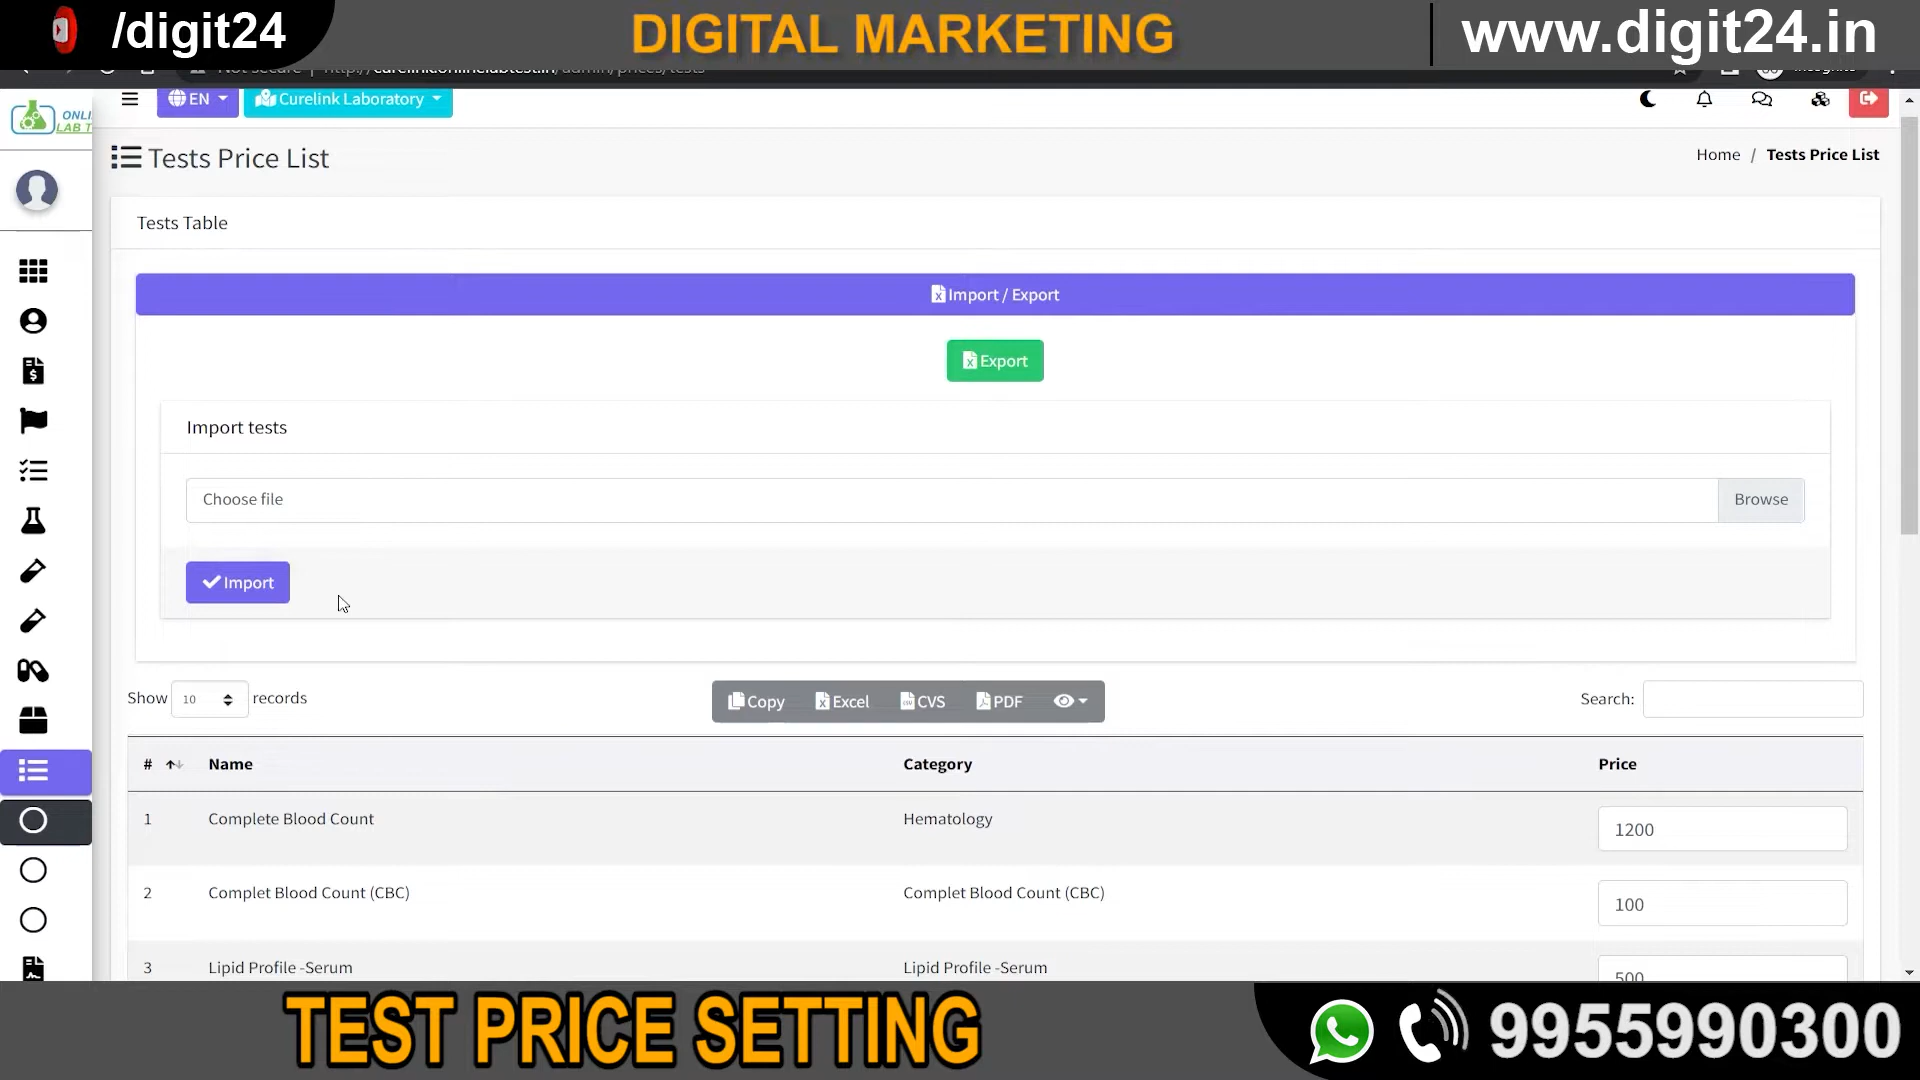 /digit24
DIGITAL MARKETING
www.digit24.in
EN
Curelink Laboratory
ONLI
LAB T
Tests Price List
Home / Tests Price List
Tests Table
Import / Export
Export
Import tests
Choose file
Browse
Import
Show 10 records
Copy
Excel
CVS
PDF
Search:
# Name Category Price
1 Complete Blood Count Hematology 1200
2 Complet Blood Count (CBC) Complet Blood Count (CBC) 100
3 Lipid Profile -Serum Lipid Profile -Serum 500
TEST PRICE SETTING
9955990300